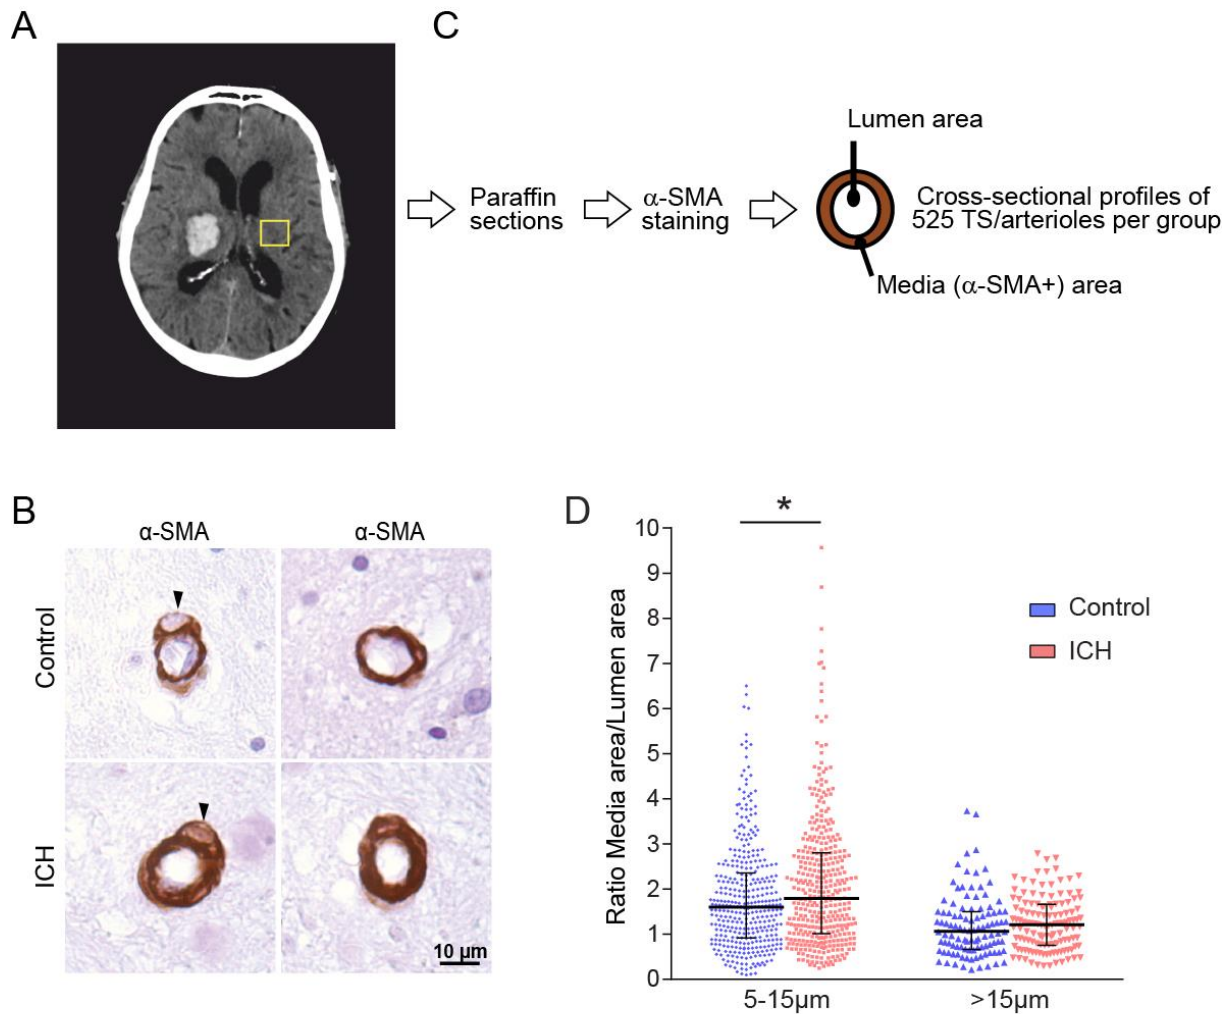 A
C
Lumen area
Paraffin
sections
α-SMA
staining
Cross-sectional profiles of
525 TS/arterioles per group
Media (α-SMA+) area
B
α-SMA
α-SMA
Control
ICH
10 µm
D
*
Ratio Media area/Lumen area
10
9
8
7
6
5
4
3
2
1
0
Control
ICH
5-15µm
>15µm